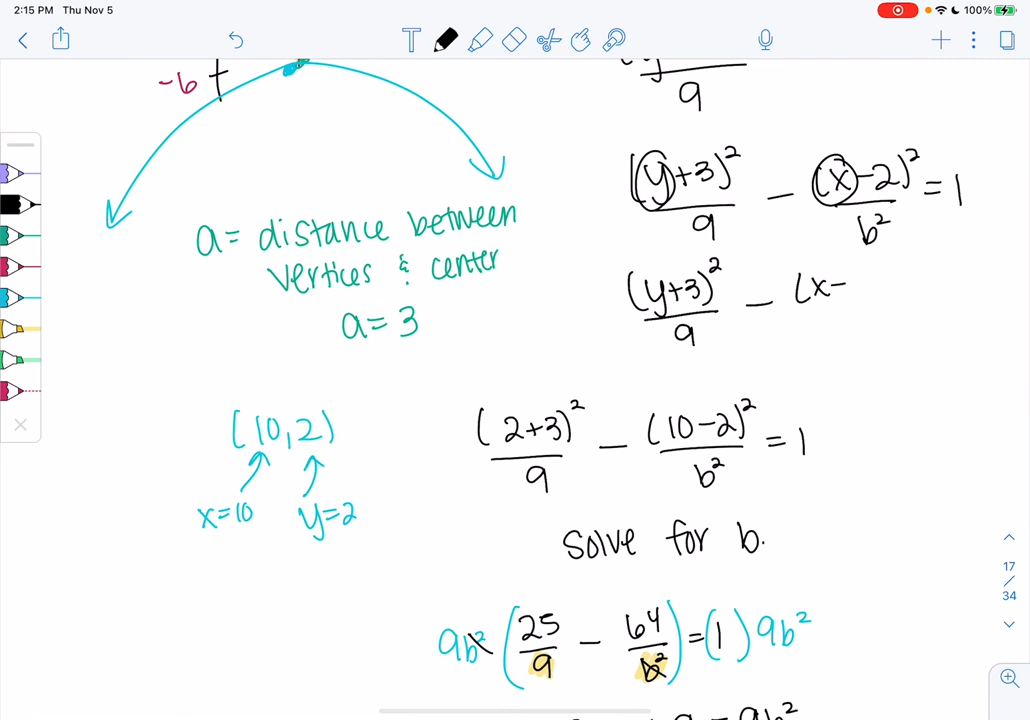 2:15 PM Thu Nov 5
100%
-6
9
(y+3)²/9 - (x-2)²/b² = 1
a = distance between
vertices & center
a = 3
(y+3)²/9 - (x-
(10,2)
x=10 y=2
(2+3)²/9 - (10-2)²/b² = 1
solve for b.
9b² (25/9 - 64/b²) = (1) 9b²
= 9b²
17
/
34